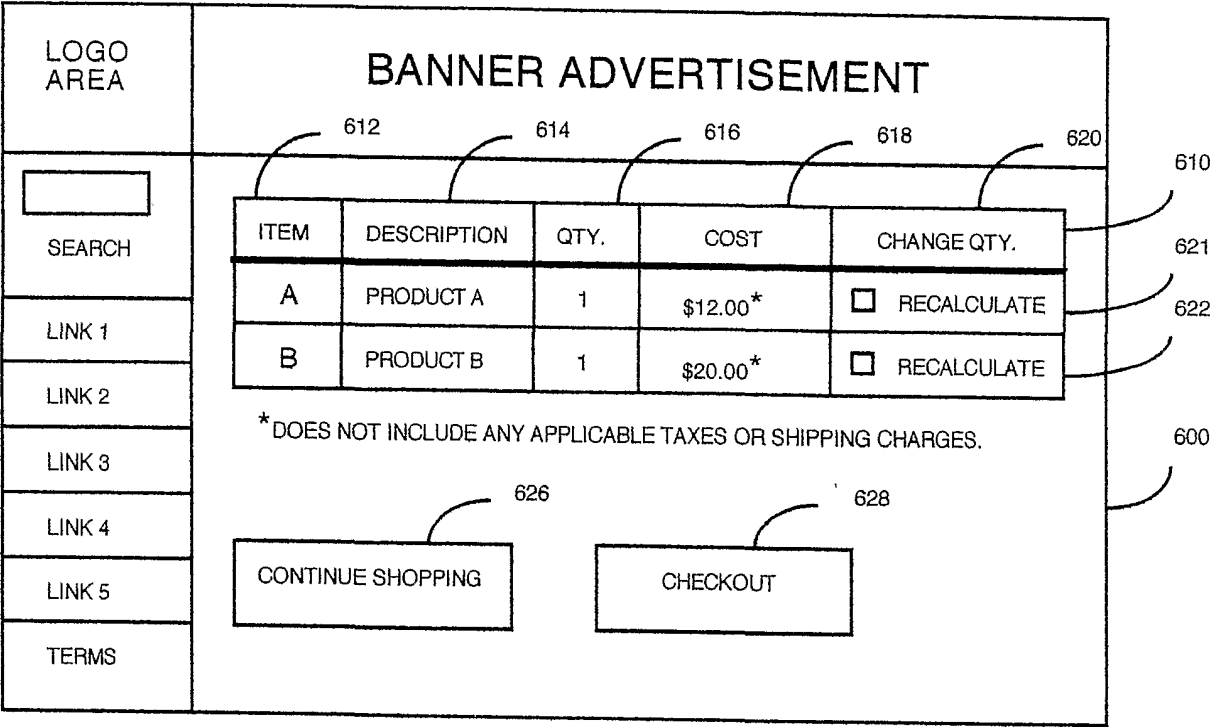 LOGO
AREA
BANNER ADVERTISEMENT
612
614
616
618
620
610
SEARCH
ITEM DESCRIPTION QTY. COST CHANGE QTY.
621
A PRODUCT A 1 $12.00* RECALCULATE
622
LINK 1
B PRODUCT B 1 $20.00* RECALCULATE
LINK 2
*DOES NOT INCLUDE ANY APPLICABLE TAXES OR SHIPPING CHARGES.
600
LINK 3
626
628
LINK 4
CONTINUE SHOPPING
CHECKOUT
LINK 5
TERMS